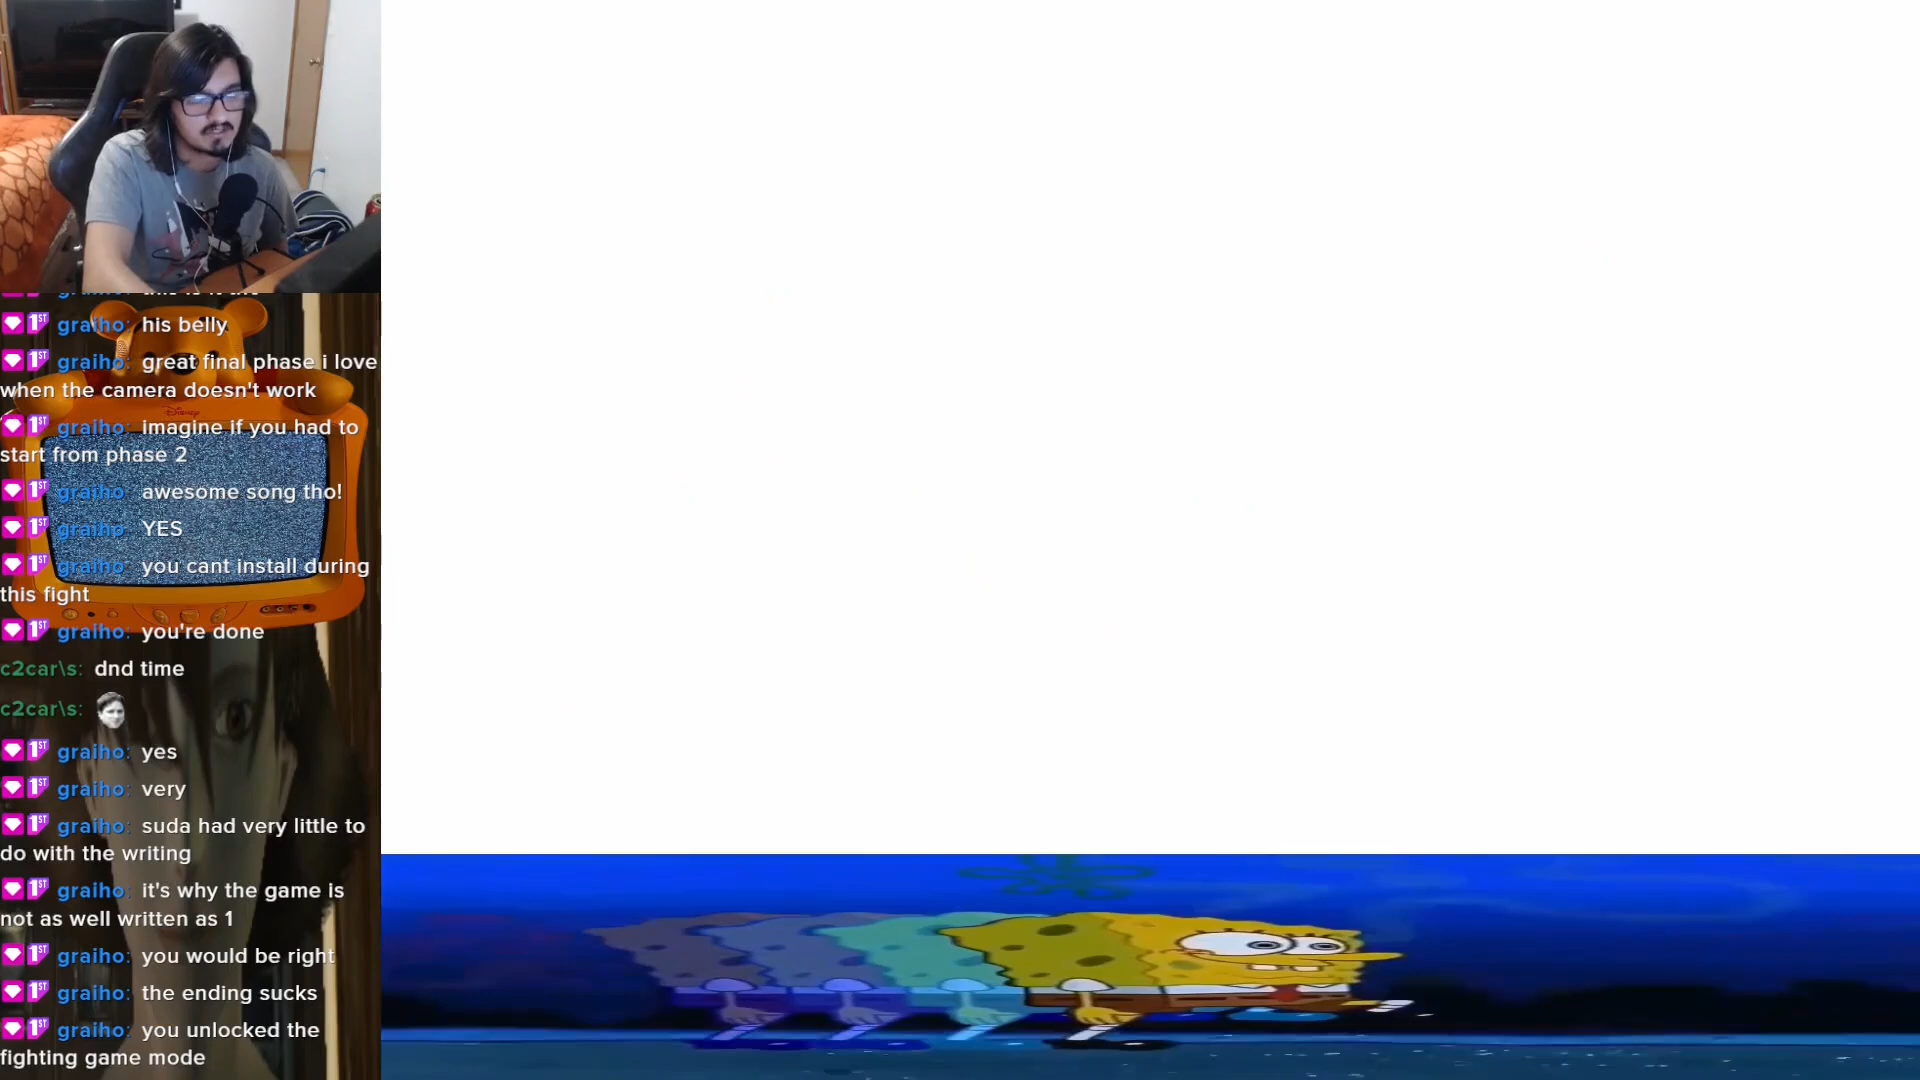 graiho: his belly
graiho: great final phase i love
when the camera doesn't work
graiho: imagine if you had to
start from phase 2
graiho: awesome song tho!
graiho: YES
graiho: you cant install during
this fight
graiho: you're done
c2car\s: dnd time
c2car\s:
graiho: yes
graiho: very
graiho: suda had very little to
do with the writing
graiho: it's why the game is
not as well written as 1
graiho: you would be right
graiho: the ending sucks
graiho: you unlocked the
fighting game mode